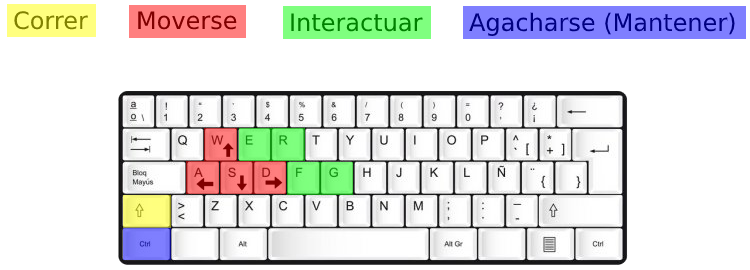 Correr Moverse Interactuar Agacharse (Mantener)
a o \ ! 1 " 2 · 3 $ 4 % 5 & 6 / 7 ( 8 ) 9 = 0 ? ' ¿ ¡ ←
Q W ↑ E R T Y U I O P ^ ` [ * + ]
Bloq Mayús A ← S ↓ D → F G H J K L Ñ ¨ { }
⇧ > < Z X C V B N M ; , : . _ - ⇧
Ctrl Alt Alt Gr Ctrl